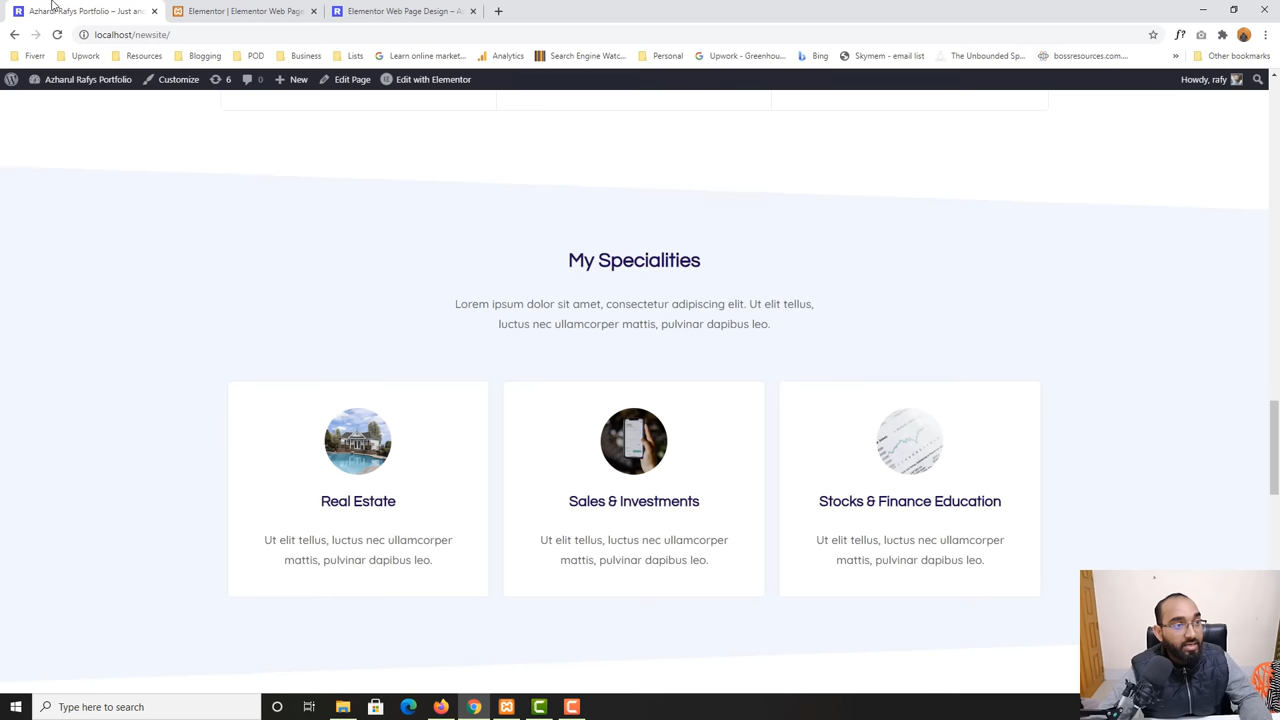 Azharul Rafys Portfolio – Just and
Elementor | Elementor Web Page
Elementor Web Page Design – A
localhost/newsite/
Fiverr
Upwork
Resources
Blogging
POD
Business
Lists
Learn online market...
Analytics
Search Engine Watc...
Personal
Upwork - Greenhou...
Bing
Skymem - email list
The Unbounded Sp...
bossresources.com...
Other bookmarks
Azharul Rafys Portfolio
Customize
6
0
New
Edit Page
Edit with Elementor
Howdy, rafy
My Specialities
Lorem ipsum dolor sit amet, consectetur adipiscing elit. Ut elit tellus,
luctus nec ullamcorper mattis, pulvinar dapibus leo.
Real Estate
Ut elit tellus, luctus nec ullamcorper
mattis, pulvinar dapibus leo.
Sales & Investments
Ut elit tellus, luctus nec ullamcorper
mattis, pulvinar dapibus leo.
Stocks & Finance Education
Ut elit tellus, luctus nec ullamcorper
mattis, pulvinar dapibus leo.
Type here to search